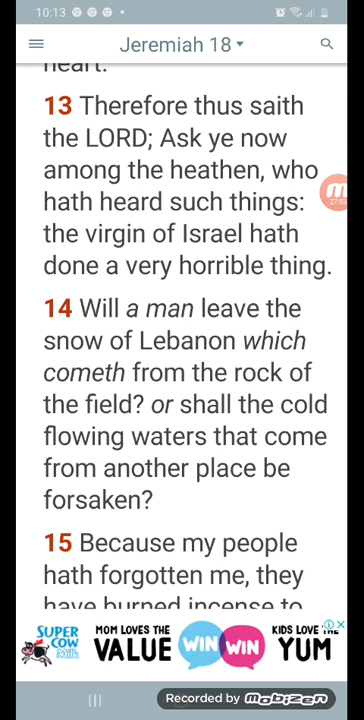 10:13
Jeremiah 18
heart.
13 Therefore thus saith
the LORD; Ask ye now
among the heathen, who
hath heard such things:
the virgin of Israel hath
done a very horrible thing.
27:53
14 Will a man leave the
snow of Lebanon which
cometh from the rock of
the field? or shall the cold
flowing waters that come
from another place be
forsaken?
15 Because my people
hath forgotten me, they
have burned incense to
SUPER
COW
Milk
MOM LOVES THE
VALUE
WIN
WIN
KIDS LOVE THE
YUM
Recorded by mobizen